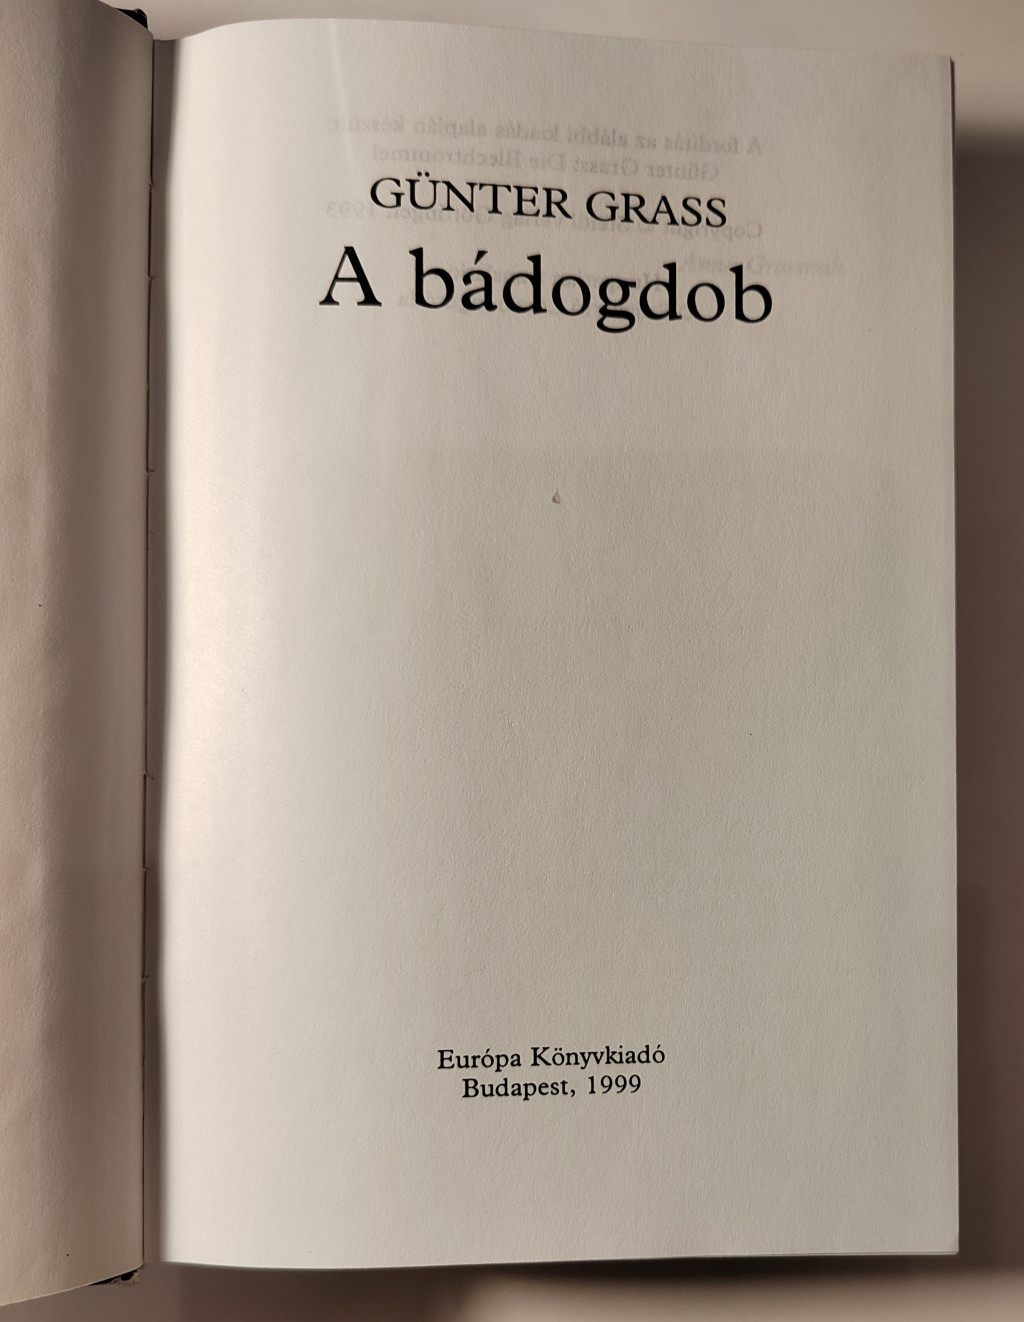 GÜNTER GRASS
A bádogdob
Európa Könyvkiadó
Budapest, 1999